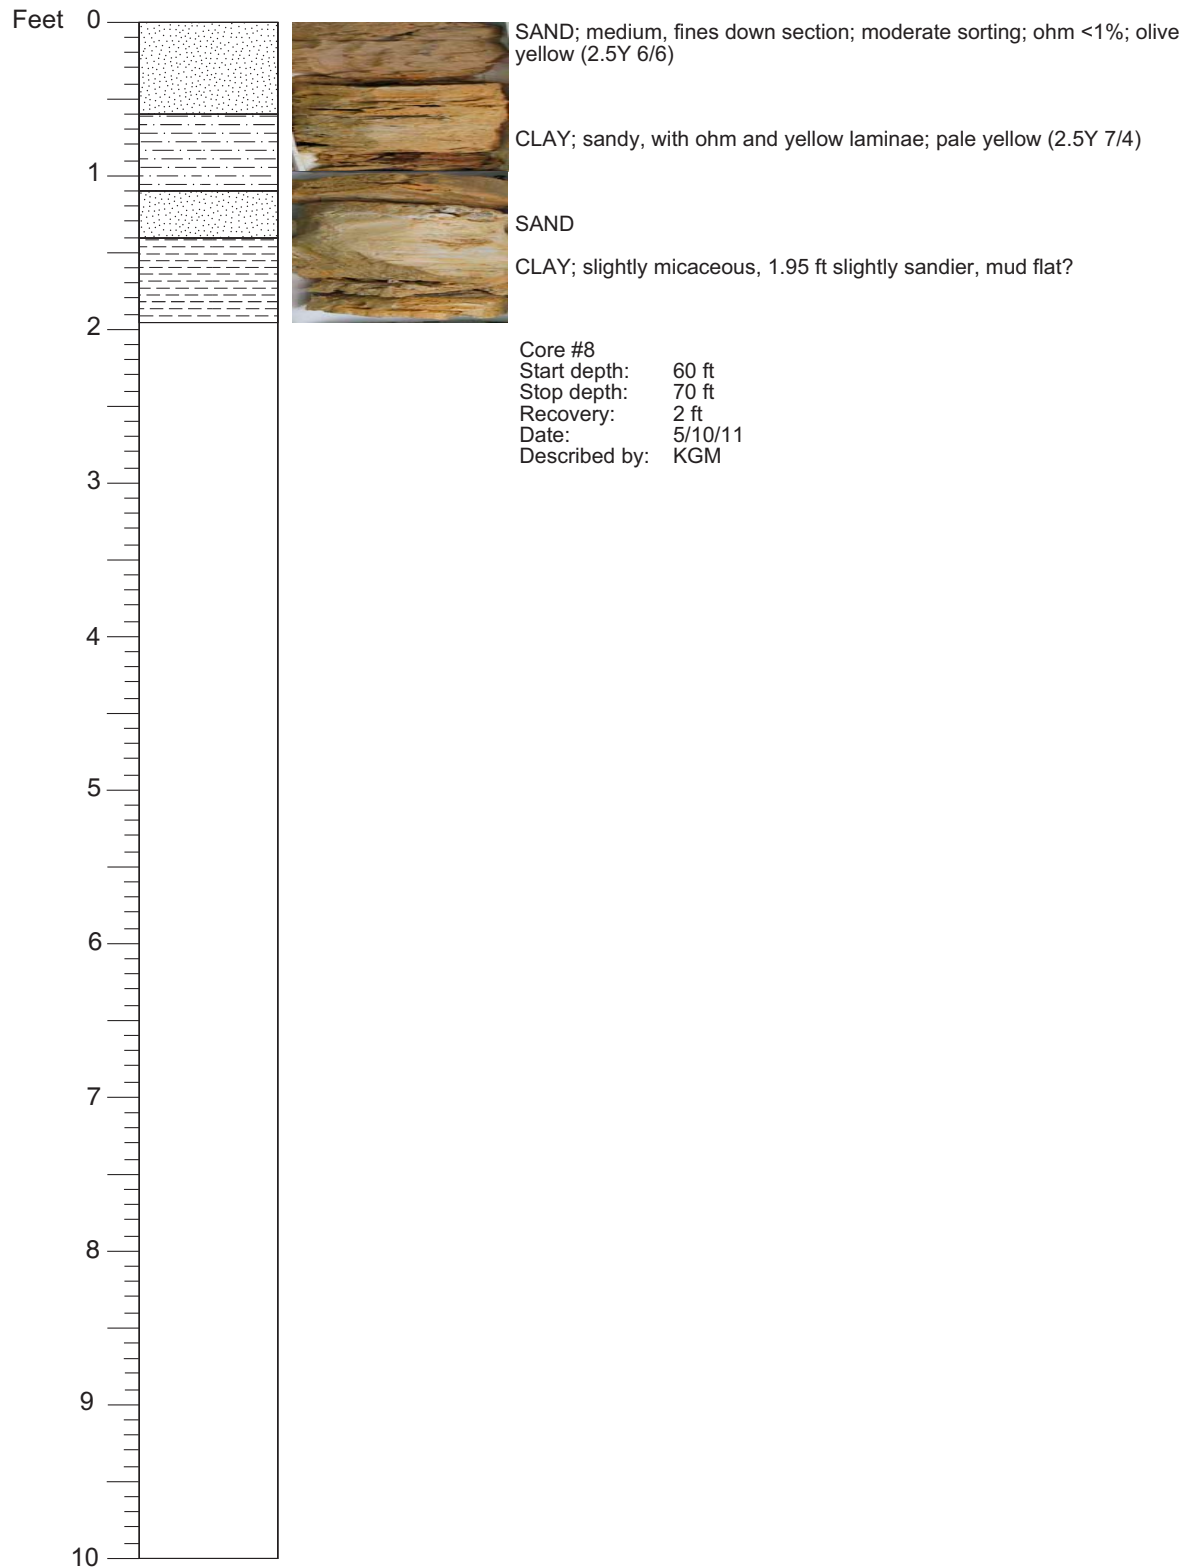 Feet 0
SAND; medium, fines down section; moderate sorting; ohm <1%; olive
yellow (2.5Y 6/6)
CLAY; sandy, with ohm and yellow laminae; pale yellow (2.5Y 7/4)
1
SAND
CLAY; slightly micaceous, 1.95 ft slightly sandier, mud flat?
2
Core #8
Start depth: 60 ft
Stop depth: 70 ft
Recovery: 2 ft
Date: 5/10/11
Described by: KGM
3
4
5
6
7
8
9
10